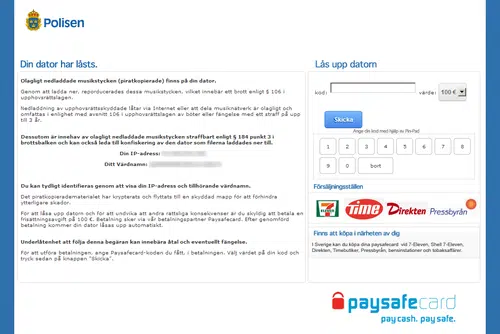 Polisen
Din dator har låsts.
Olagligt nedladdade musikstycken (piratkopierade) finns på din dator.
Genom att ladda ner, reporducerades dessa musikstycken, vilket innebär ett brott enligt § 106 i
upphovsrättslagen.
Nedladdning av upphovsrättsskyddade låtar via Internet eller att dela musiknätverk är olagligt och
omfattas i enlighet med avsnitt 106 i upphovsrättslagen av böter eller fängelse med ett straff på upp
till 3 år.
Dessutom är innehav av olagligt nedladdade musikstycken straffbart enligt § 184 punkt 3 i
brottsbalken och kan också leda till konfiskering av den dator som filerna laddades ner till.
Din IP-adress:
Ditt Värdnamn:
Du kan tydligt identifieras genom att visa din IP-adress och tillhörande värdnamn.
Det piratkopieradematerialet har krypterats och flyttats till en skyddad mapp för att förhindra
ytterligare skador.
För att låsa upp datorn och för att undvika att andra rättsliga konsekvenser är du skyldig att betala en
frisättningsavgift på 100 €. Betalning sker via vår betalningspartner Paysafecard. Efter genomförd
betalning kommer din dator låsas upp automatiskt.
Underlåtenhet att följa denna begäran kan innebära åtal och eventuellt fängelse.
För att utföra betalningen, ange Paysafecard-koden du fått, i betalningen. Välj värdet på din kod och
tryck sedan på knappen "Skicka".
Lås upp datorn
kod: värde: 100 €
Skicka
Ange din kod med hjälp av Pin-Pad
1 2 3 4 5 6 7
8 9 0 bort
Försäljningsställen
7 ELEVEN Time Direkten Pressbyrån
Finns att köpa i närheten av dig
I Sverige kan du köpa dina paysafecard vid 7-Eleven, Shell 7-Eleven,
Direkten, Timebutiker, Pressbyrån, bensinstationer och tobaksaffärer.
paysafecard
pay cash. pay safe.